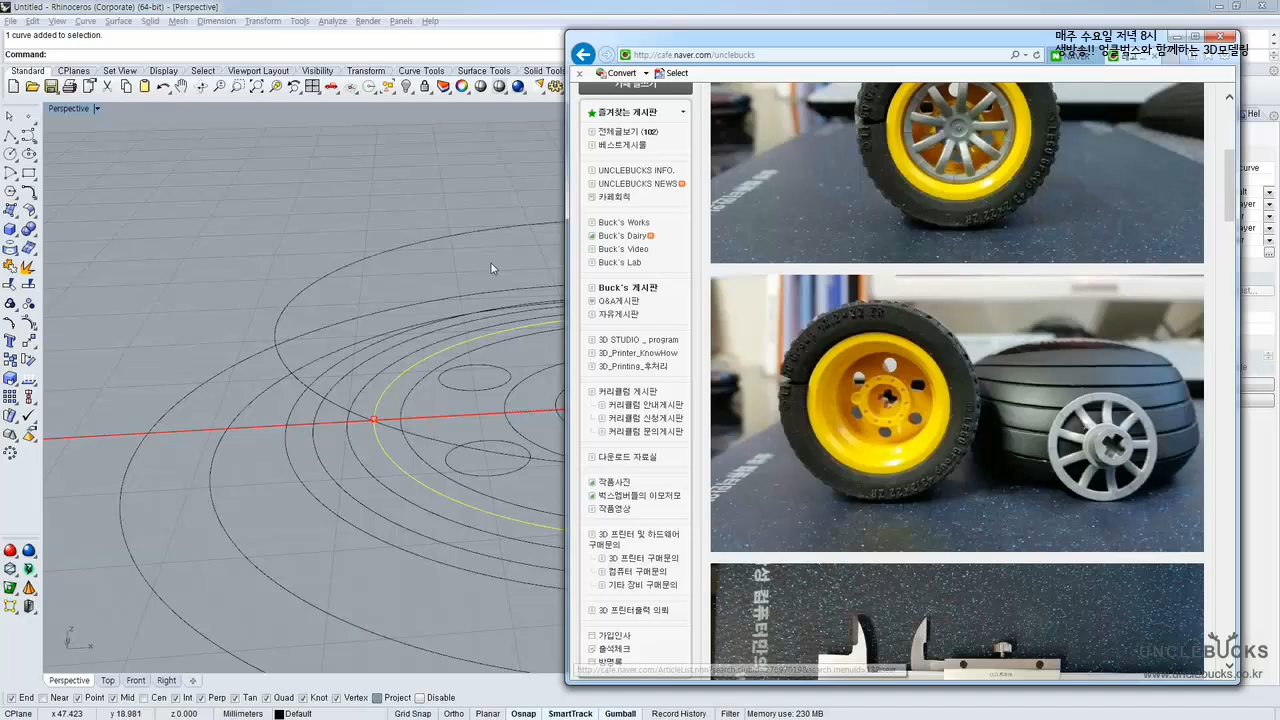 Untitled - Rhinoceros (Corporate) (64-bit) - [Perspective]
File Edit View Curve Surface Solid Mesh Dimension Transform Tools Analyze Render Panels Help
1 curve added to selection.
Command:
Standard CPlanes Set View Display Select Viewport Layout Visibility Transform Curve Tools Surface Tools
Perspective
매주 수요일 저녁 8시
생방송!! 엉클벅스와 함께하는 3D모델링
http://cafe.naver.com/unclebucks
NAVER
Convert Select
카페 글쓰기
즐겨찾는 게시판
전체글보기 (102)
베스트게시물
UNCLEBUCKS INFO.
UNCLEBUCKS NEWS
카페회칙
Buck's Works
Buck's Dairy
Buck's Video
Buck's Lab
Buck's 게시판
Q&A게시판
자유게시판
3D STUDIO _ program
3D_Printer_KnowHow
3D_Printing_후처리
커리큘럼 게시판
커리큘럼 안내게시판
커리큘럼 신청게시판
커리큘럼 문의게시판
다운로드 자료실
작품사진
벅스멤버들의 이모저모
작품영상
3D 프린터 및 하드웨어
구매문의
3D 프린터 구매문의
컴퓨터 구매문의
기타 장비 구매문의
3D 프린터출력 의뢰
가입인사
출석체크
방명록
Hel
UNCLEBUCKS
www.unclebucks.co.kr
z
x
Perspective Top Front Right
End Near Point Mid Cen Int Perp Tan Quad Knot Vertex Project Disable
CPlane x 47.423 y 18.981 z 0.000 Millimeters Default Grid Snap Ortho Planar Osnap SmartTrack Gumball Record History Filter Memory use: 230 MB